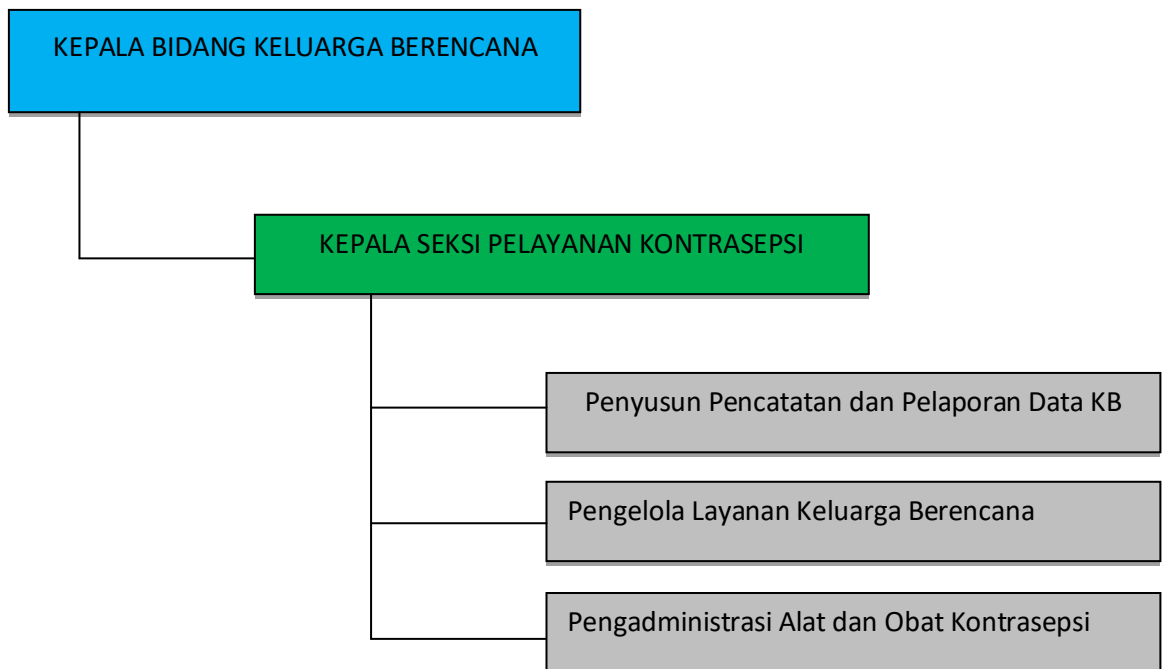 KEPALA BIDANG KELUARGA BERENCANA
KEPALA SEKSI PELAYANAN KONTRASEPSI
Penyusun Pencatatan dan Pelaporan Data KB
Pengelola Layanan Keluarga Berencana
Pengadministrasi Alat dan Obat Kontrasepsi